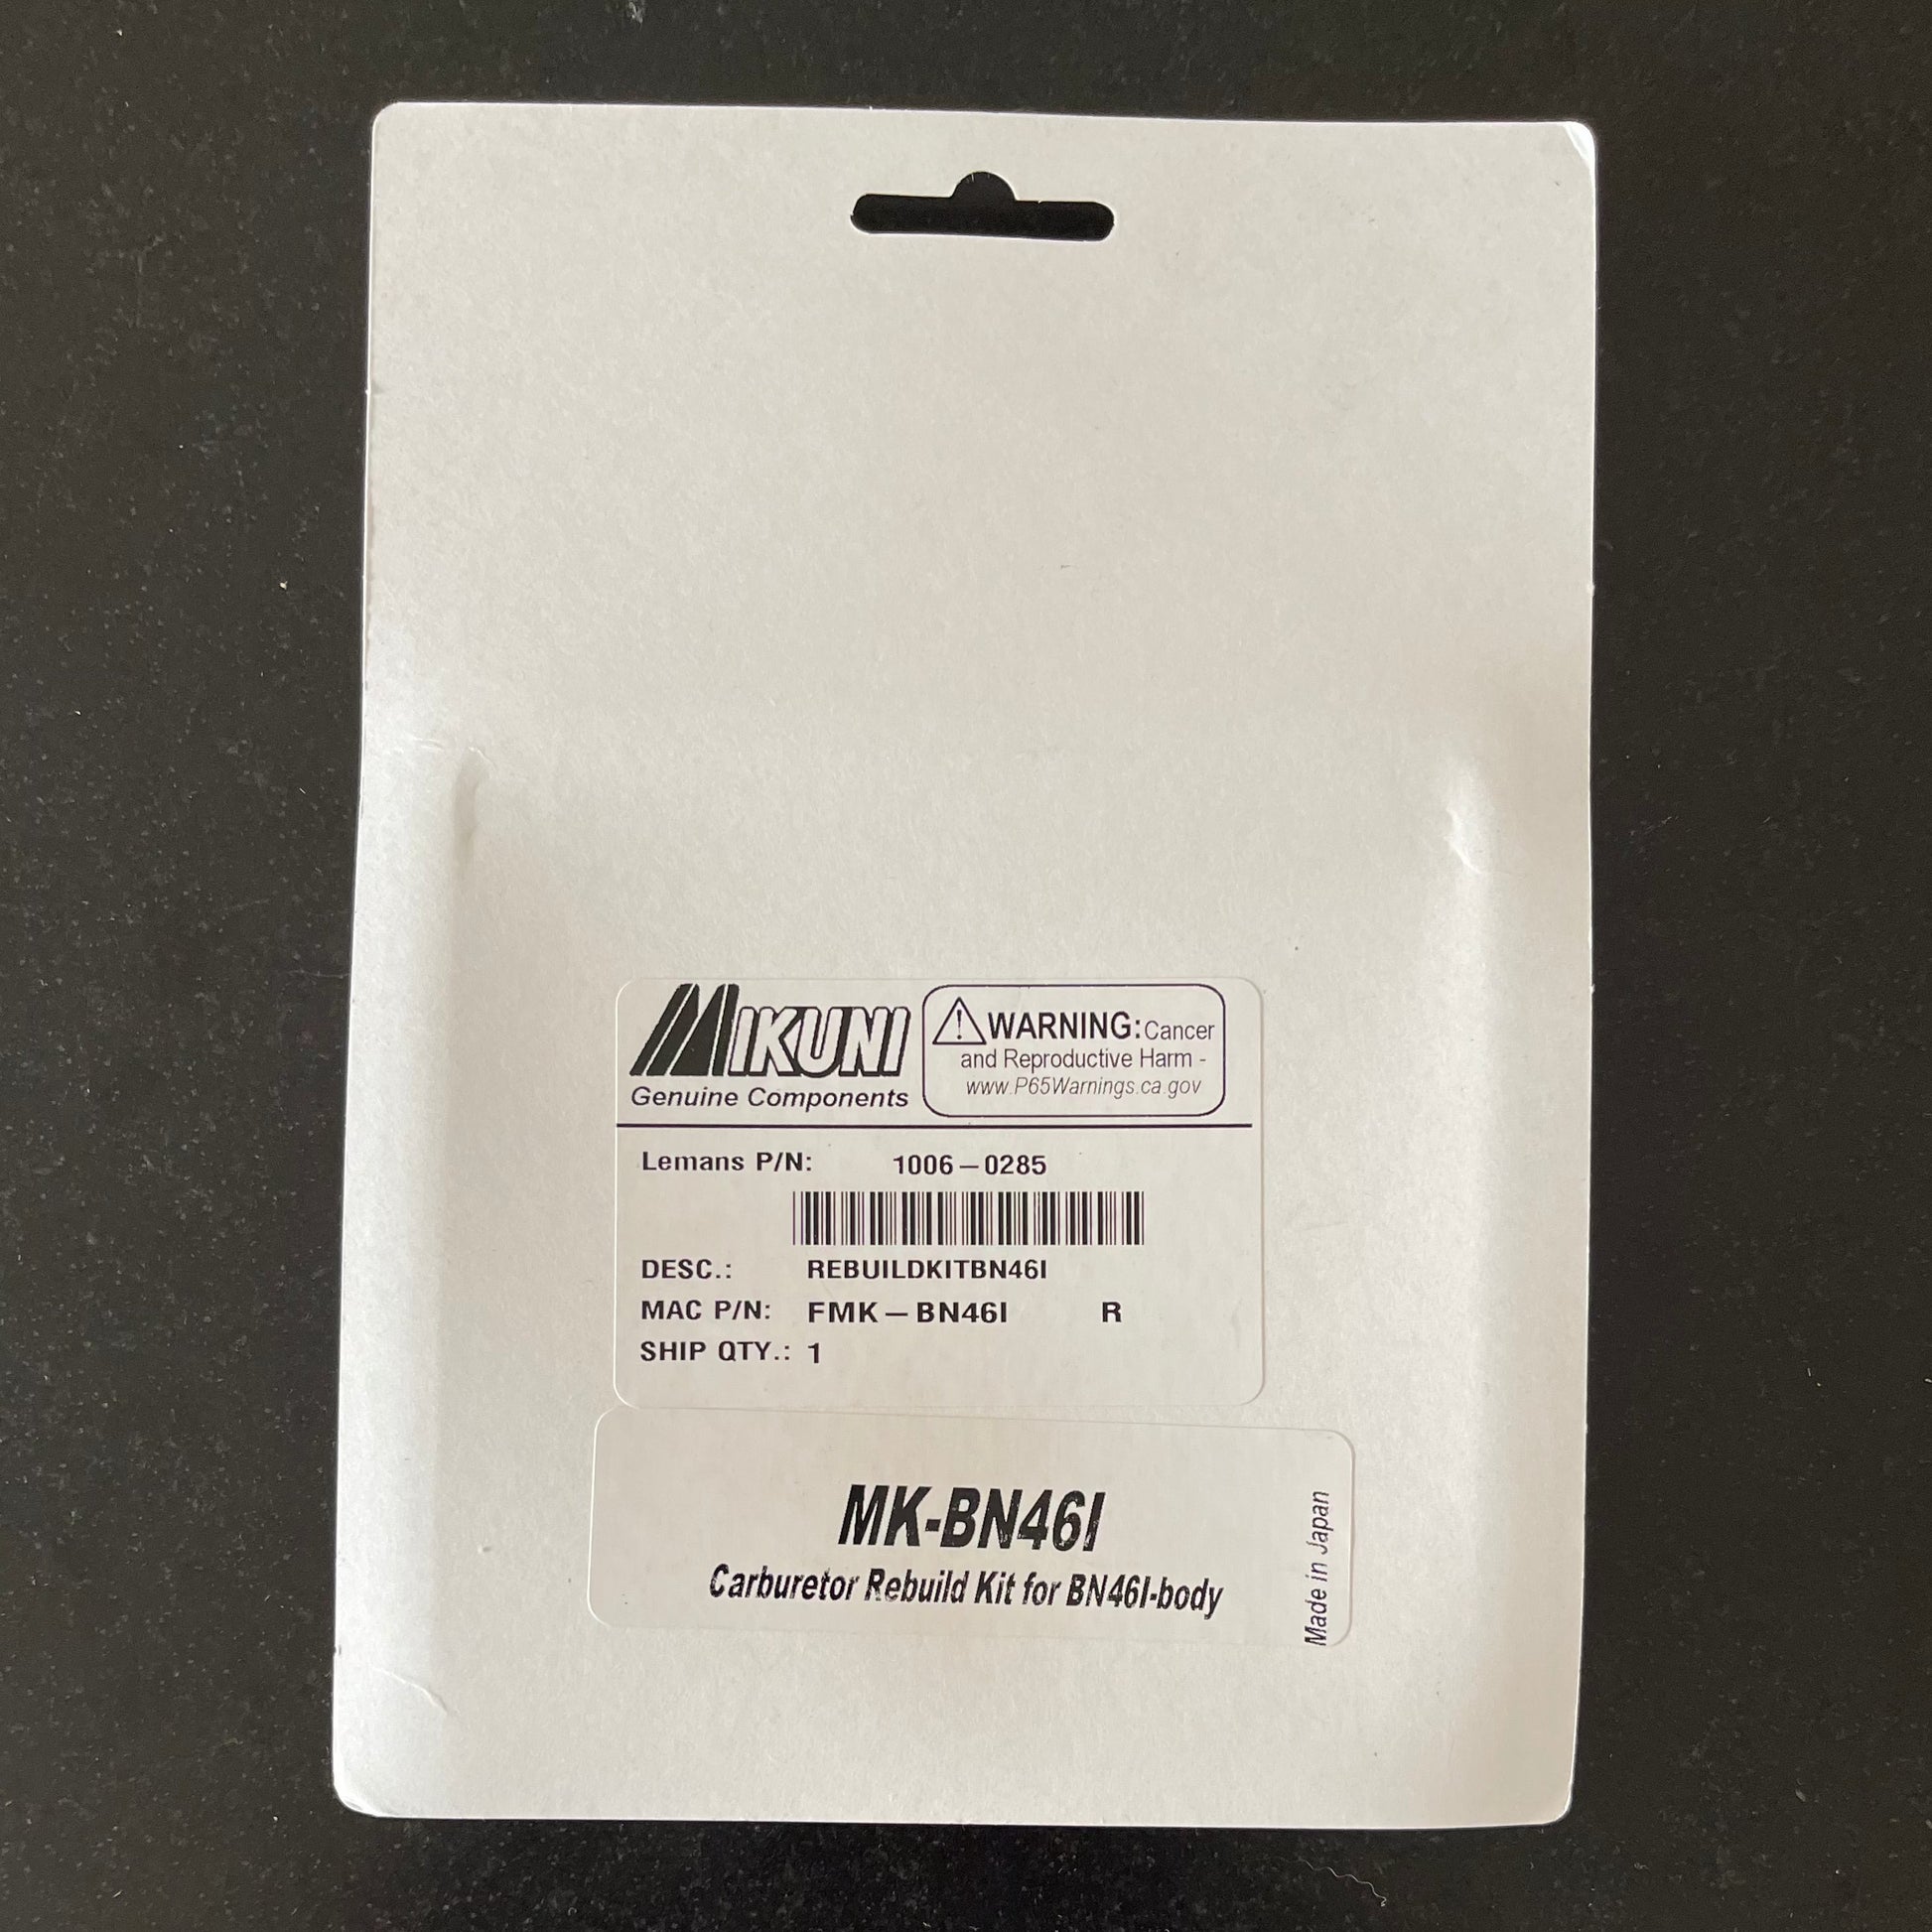 MIKUNI
Genuine Components
WARNING: Cancer
and Reproductive Harm -
www.P65Warnings.ca.gov
Lemans P/N: 1006-0285
DESC.: REBUILDKITBN46I
MAC P/N: FMK-BN46I R
SHIP QTY.: 1
MK-BN46I
Carburetor Rebuild Kit for BN46I-body
Made in Japan